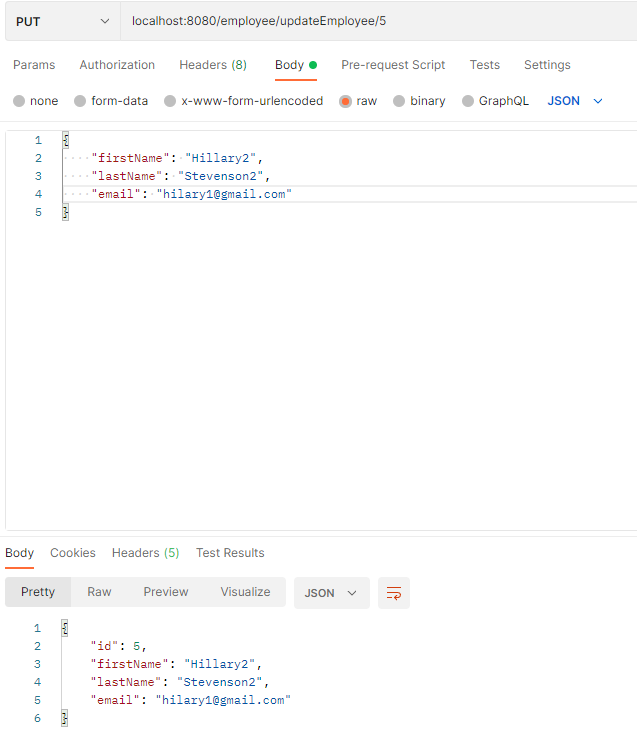 PUT localhost:8080/employee/updateEmployee/5
Params Authorization Headers (8) Body Pre-request Script Tests Settings
none form-data x-www-form-urlencoded raw binary GraphQL JSON
1 {
2 "firstName": "Hillary2",
3 "lastName": "Stevenson2",
4 "email": "hilary1@gmail.com"
5 }
Body Cookies Headers (5) Test Results
Pretty Raw Preview Visualize JSON
1 {
2 "id": 5,
3 "firstName": "Hillary2",
4 "lastName": "Stevenson2",
5 "email": "hilary1@gmail.com"
6 }